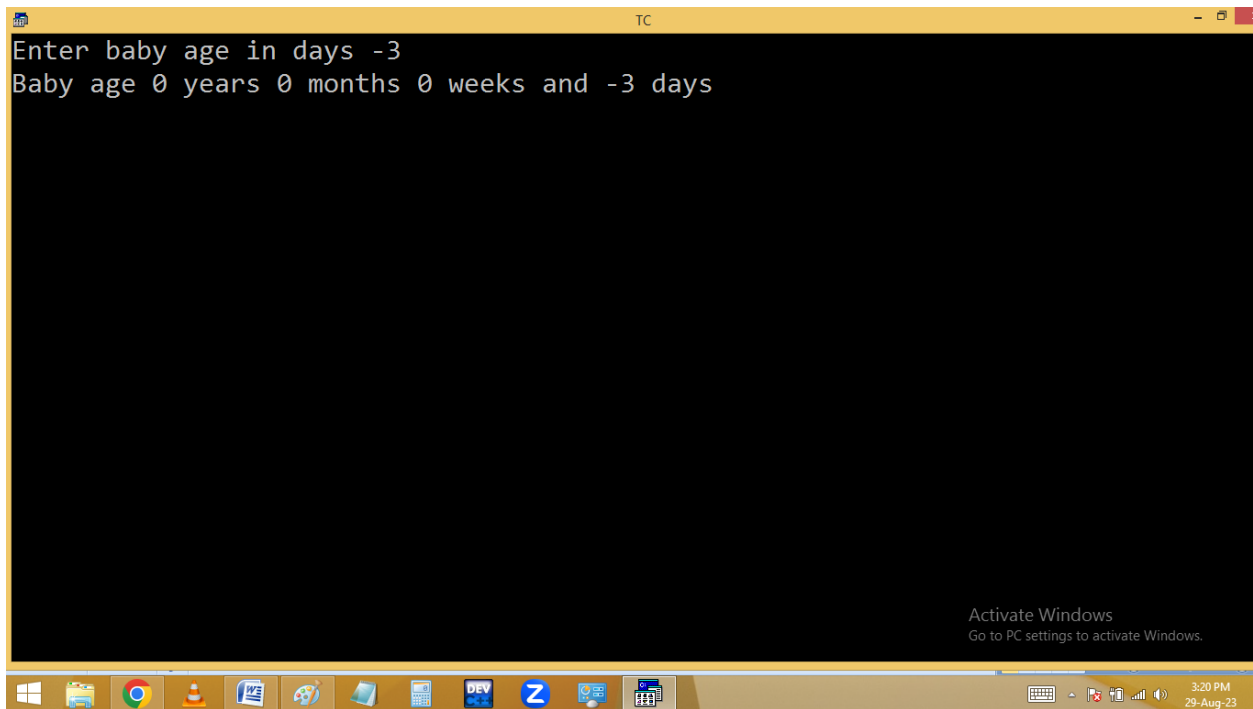 TC
Enter baby age in days -3
Baby age 0 years 0 months 0 weeks and -3 days
Activate Windows
Go to PC settings to activate Windows.
DEV
C++
Z
3:20 PM
29-Aug-23